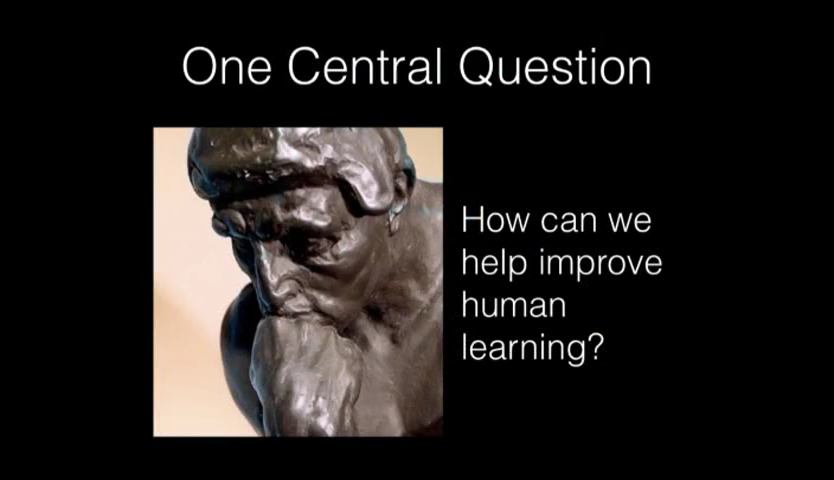 One Central Question
How can we
help improve
human
learning?